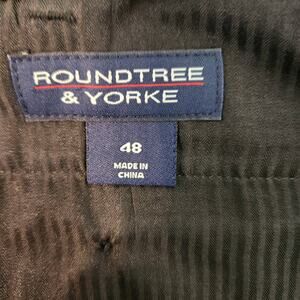 ROUNDTREE
& YORKE
48
MADE IN
CHINA